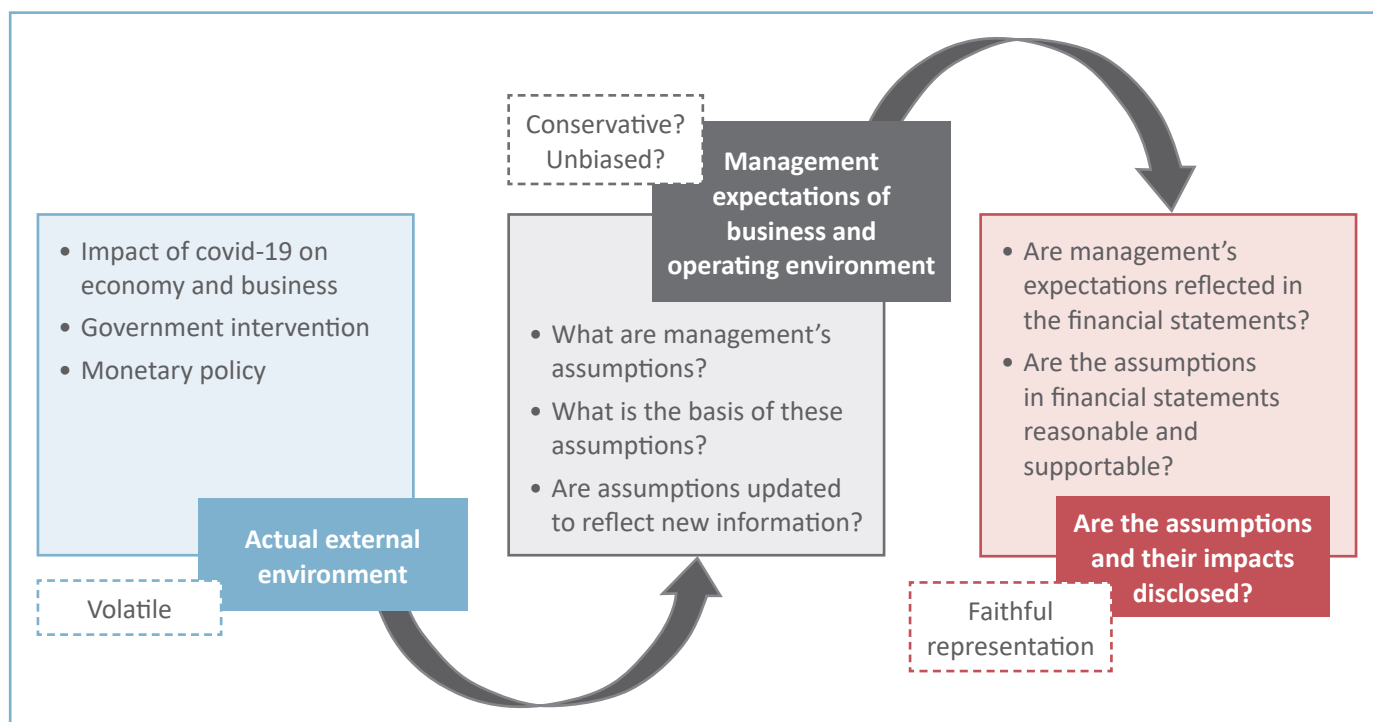 • Impact of covid-19 on
economy and business
• Government intervention
• Monetary policy
Actual external
environment
Volatile
Conservative?
Unbiased?
Management
expectations of
business and
operating environment
• What are management’s
assumptions?
• What is the basis of these
assumptions?
• Are assumptions updated
to reflect new information?
• Are management’s
expectations reflected in
the financial statements?
• Are the assumptions
in financial statements
reasonable and
supportable?
Are the assumptions
and their impacts
disclosed?
Faithful
representation